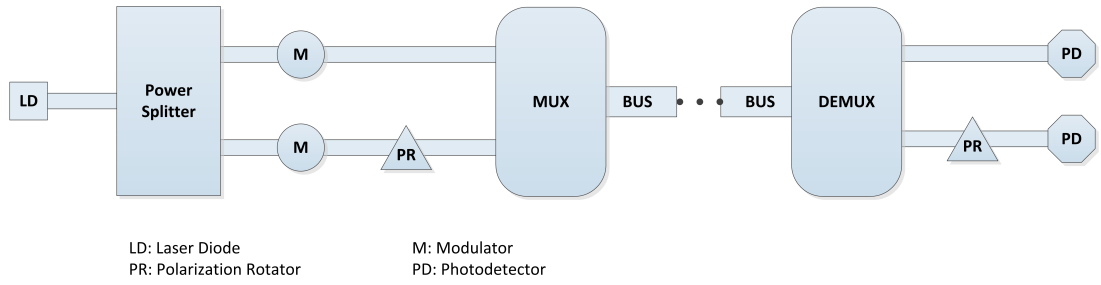 LD
Power
Splitter
M
M
PR
MUX
BUS
BUS
DEMUX
PD
PR
PD
LD: Laser Diode
PR: Polarization Rotator
M: Modulator
PD: Photodetector